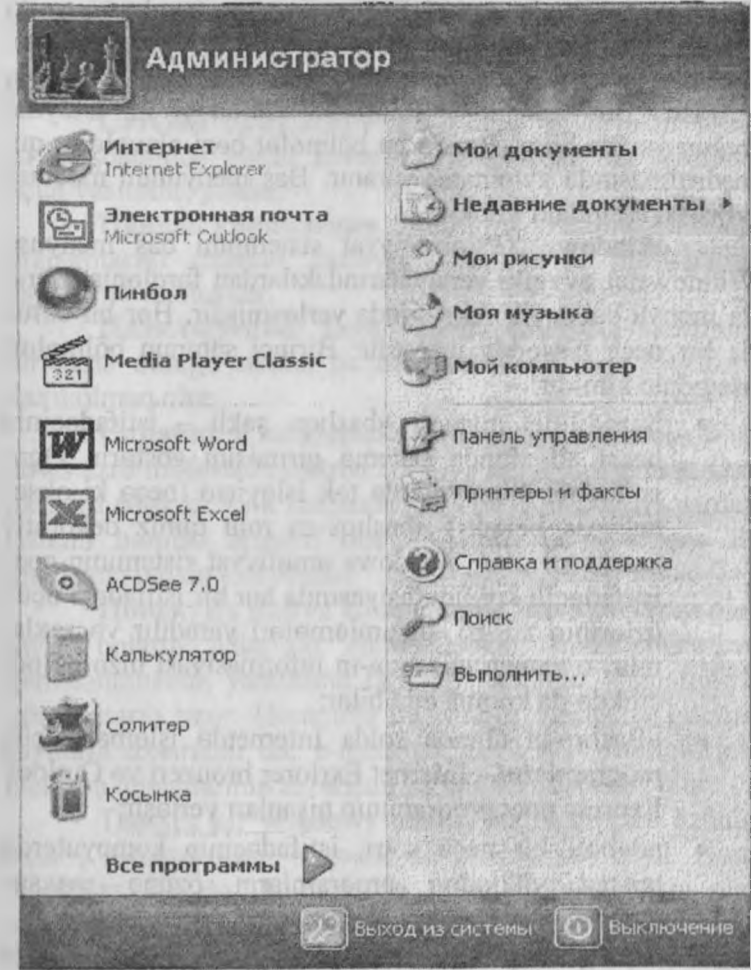 Администратор
Интернет
Internet Explorer
Электронная почта
Microsoft Outlook
Пинбол
Media Player Classic
321
Microsoft Word
Microsoft Excel
ACDSee 7.0
Калькулятор
Солитер
Косынка
Все программы
Мои документы
Недавние документы
Мои рисунки
Моя музыка
Мой компьютер
Панель управления
Принтеры и факсы
Справка и поддержка
Поиск
Выполнить...
Выход из системы
Выключение